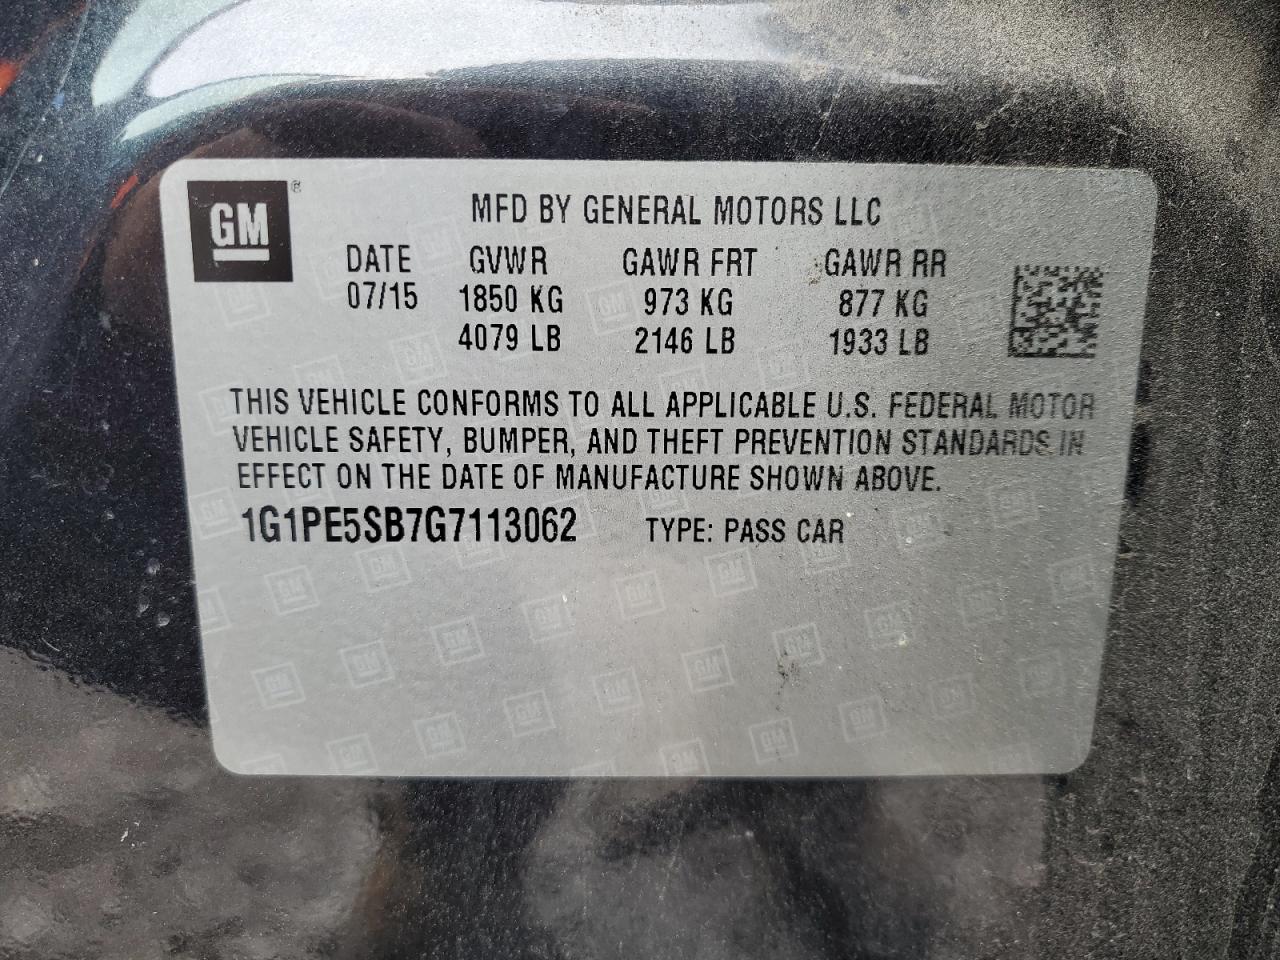 GM ®
MFD BY GENERAL MOTORS LLC
DATE GVWR GAWR FRT GAWR RR
07/15 1850 KG 973 KG 877 KG
4079 LB 2146 LB 1933 LB
THIS VEHICLE CONFORMS TO ALL APPLICABLE U.S. FEDERAL MOTOR
VEHICLE SAFETY, BUMPER, AND THEFT PREVENTION STANDARDS IN
EFFECT ON THE DATE OF MANUFACTURE SHOWN ABOVE.
1G1PE5SB7G7113062 TYPE: PASS CAR